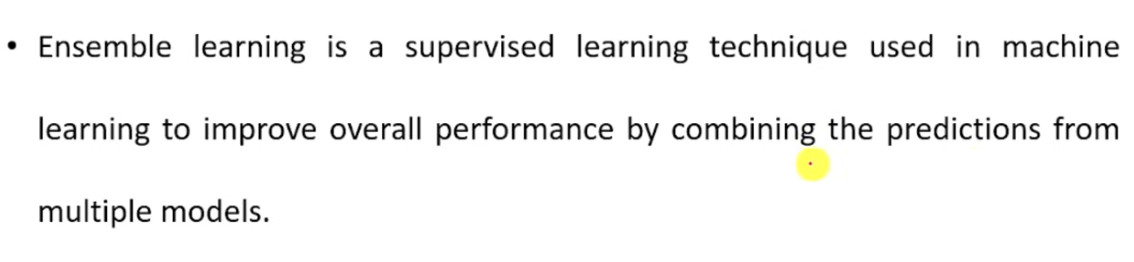 • Ensemble learning is a supervised learning technique used in machine
learning to improve overall performance by combining the predictions from
multiple models.